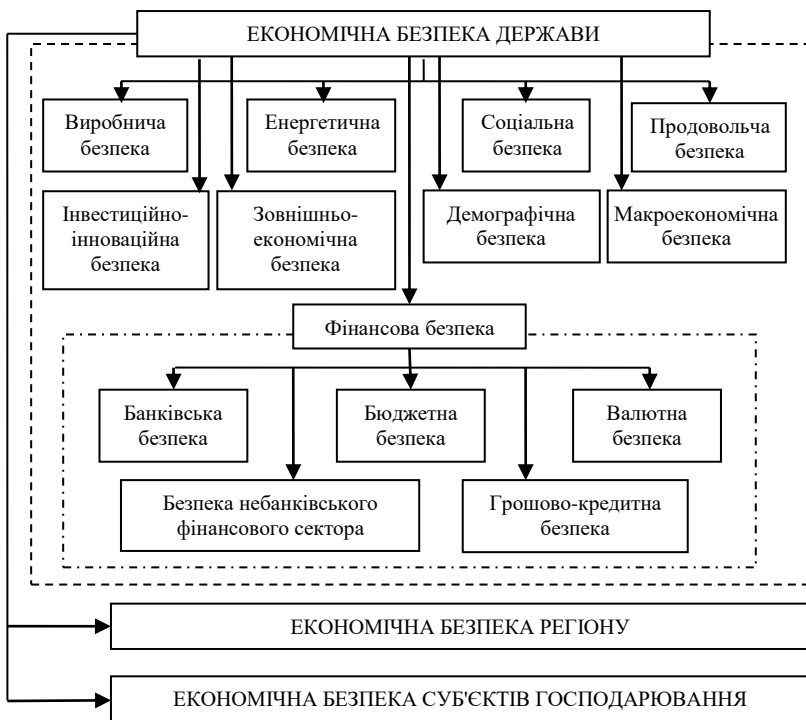 ЕКОНОМІЧНА БЕЗПЕКА ДЕРЖАВИ
Виробнича
безпека
Енергетична
безпека
Соціальна
безпека
Продовольча
безпека
Інвестиційно-
інноваційна
безпека
Зовнішньо-
економічна
безпека
Демографічна
безпека
Макроекономічна
безпека
Фінансова безпека
Банківська
безпека
Бюджетна
безпека
Валютна
безпека
Безпека небанківського
фінансового сектора
Грошово-кредитна
безпека
ЕКОНОМІЧНА БЕЗПЕКА РЕГІОНУ
ЕКОНОМІЧНА БЕЗПЕКА СУБ'ЄКТІВ ГОСПОДАРЮВАННЯ